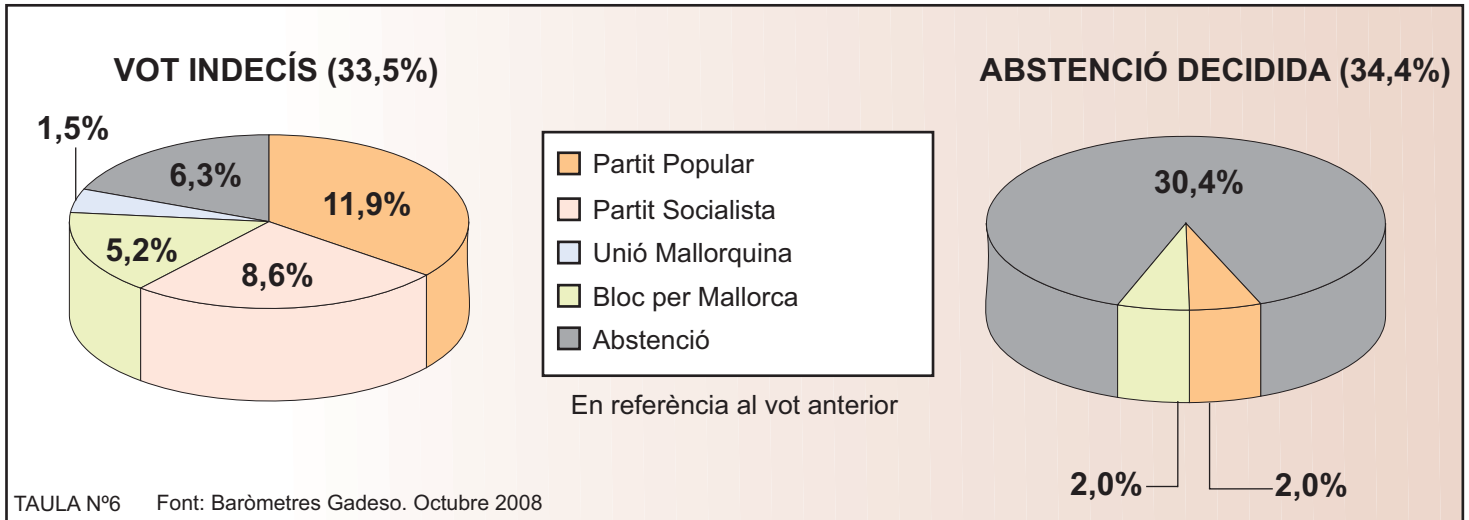 VOT INDECÍS (33,5%)
1,5%
6,3%
11,9%
5,2%
8,6%
Partit Popular
Partit Socialista
Unió Mallorquina
Bloc per Mallorca
Abstenció
En referència al vot anterior
ABSTENCIÓ DECIDIDA (34,4%)
30,4%
2,0%
2,0%
TAULA Nº6 Font: Baròmetres Gadeso. Octubre 2008